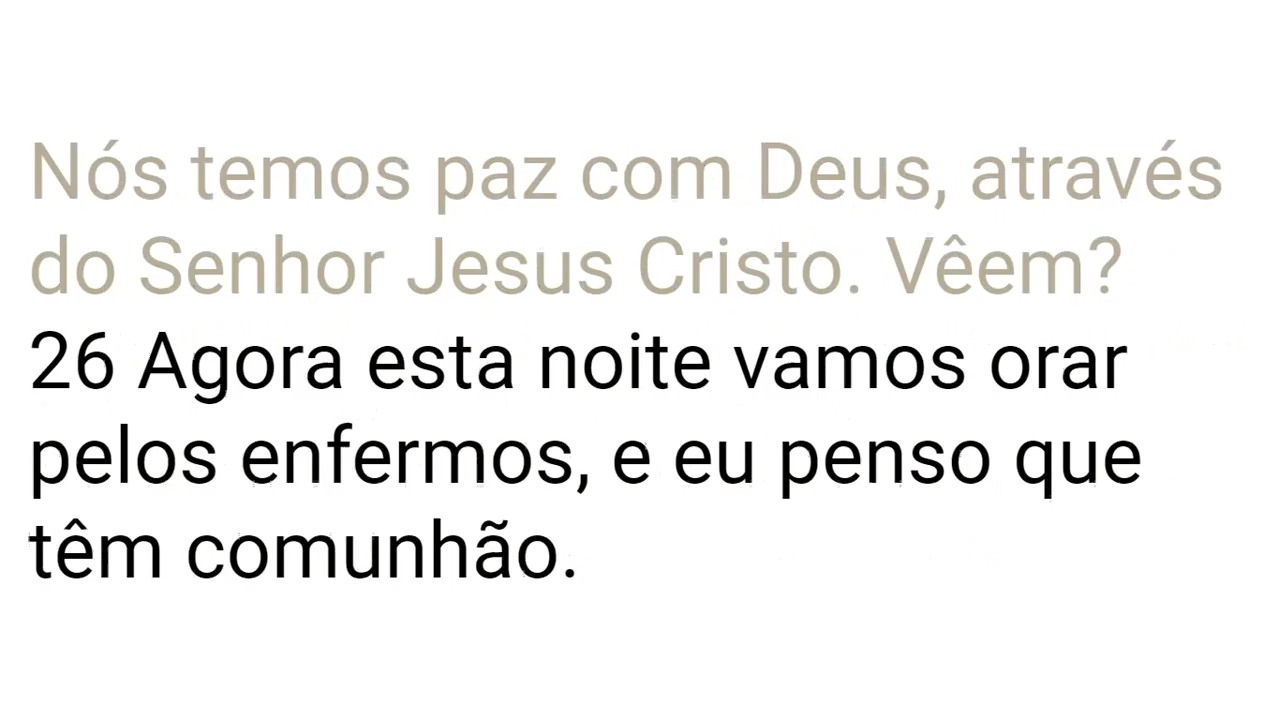 Nós temos paz com Deus, através
do Senhor Jesus Cristo. Vêem?
26 Agora esta noite vamos orar
pelos enfermos, e eu penso que
têm comunhão.